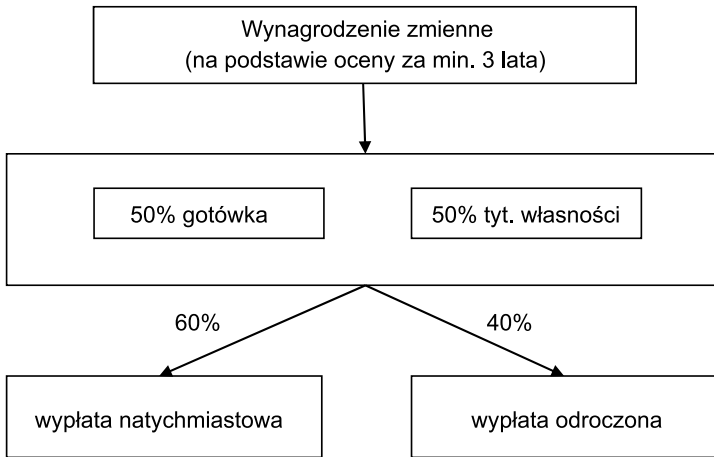 Wynagrodzenie zmienne
(na podstawie oceny za min. 3 lata)
50% gotówka
50% tyt. własności
60%
40%
wypłata natychmiastowa
wypłata odroczona